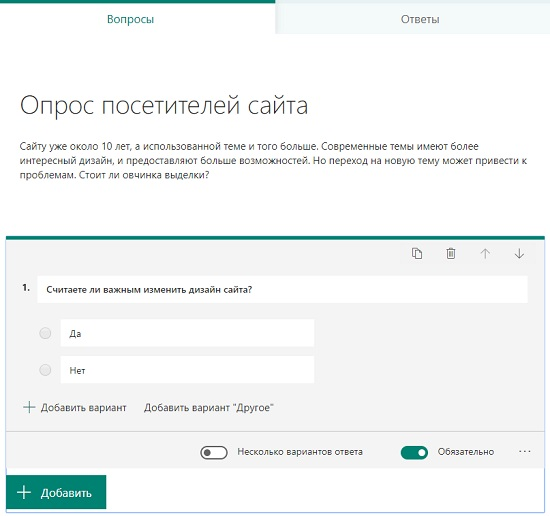 Вопросы
Ответы
Опрос посетителей сайта
Сайту уже около 10 лет, а использованной теме и того больше. Современные темы имеют более
интересный дизайн, и предоставляют больше возможностей. Но переход на новую тему может привести к
проблемам. Стоит ли овчинка выделки?
1. Считаете ли важным изменить дизайн сайта?
Да
Нет
Добавить вариант Добавить вариант "Другое"
Несколько вариантов ответа Обязательно
Добавить